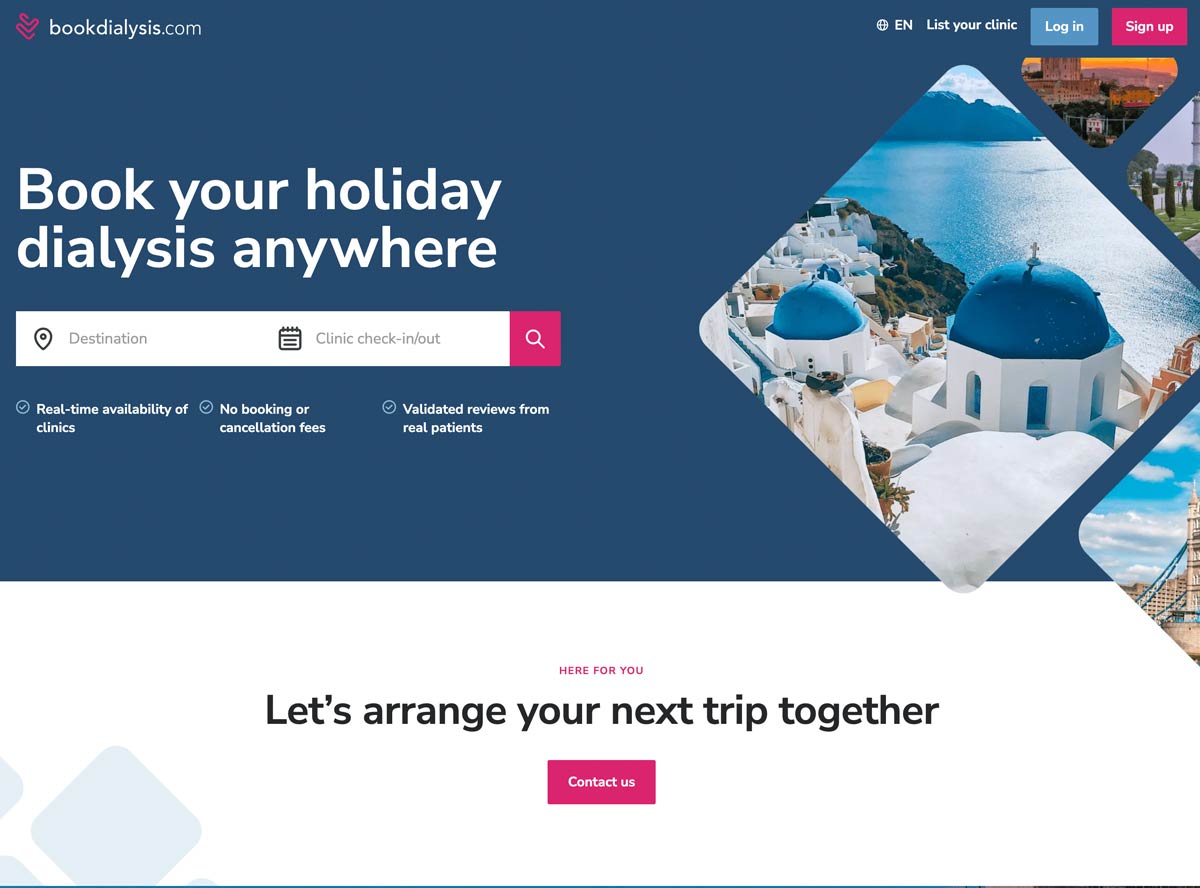 bookdialysis.com
EN
List your clinic
Log in
Sign up
Book your holiday
dialysis anywhere
Destination
Clinic check-in/out
Real-time availability of
clinics
No booking or
cancellation fees
Validated reviews from
real patients
HERE FOR YOU
Let’s arrange your next trip together
Contact us